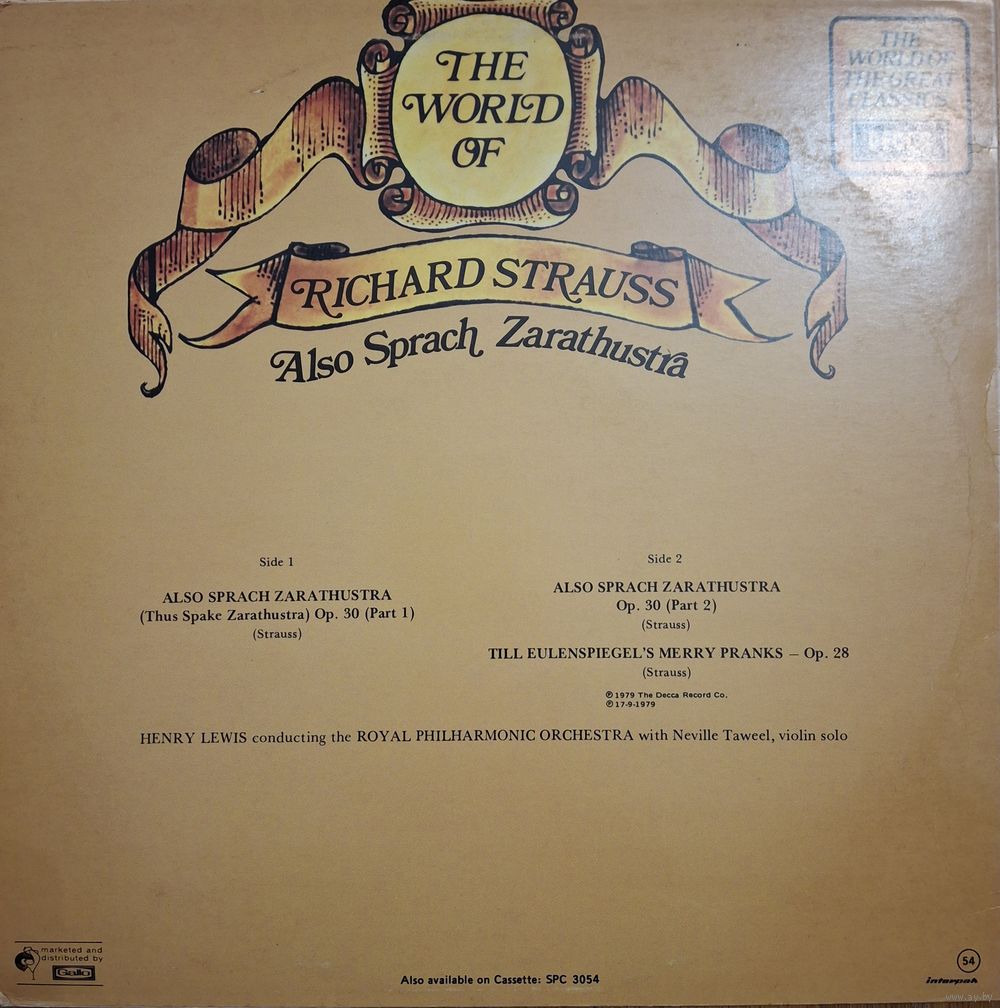 THE
WORLD
OF
THE
WORLD OF
THE GREAT
CLASSICS
RICHARD STRAUSS
Also Sprach Zarathustra
Side 1
ALSO SPRACH ZARATHUSTRA
(Thus Spake Zarathustra) Op. 30 (Part 1)
(Strauss)
Side 2
ALSO SPRACH ZARATHUSTRA
Op. 30 (Part 2)
(Strauss)
TILL EULENSPIEGEL'S MERRY PRANKS — Op. 28
(Strauss)
℗ 1979 The Decca Record Co.
℗ 17-9-1979
HENRY LEWIS conducting the ROYAL PHILHARMONIC ORCHESTRA with Neville Taweel, violin solo
marketed and
distributed by
Gallo
Also available on Cassette: SPC 3054
54
interpak
www.ay.by